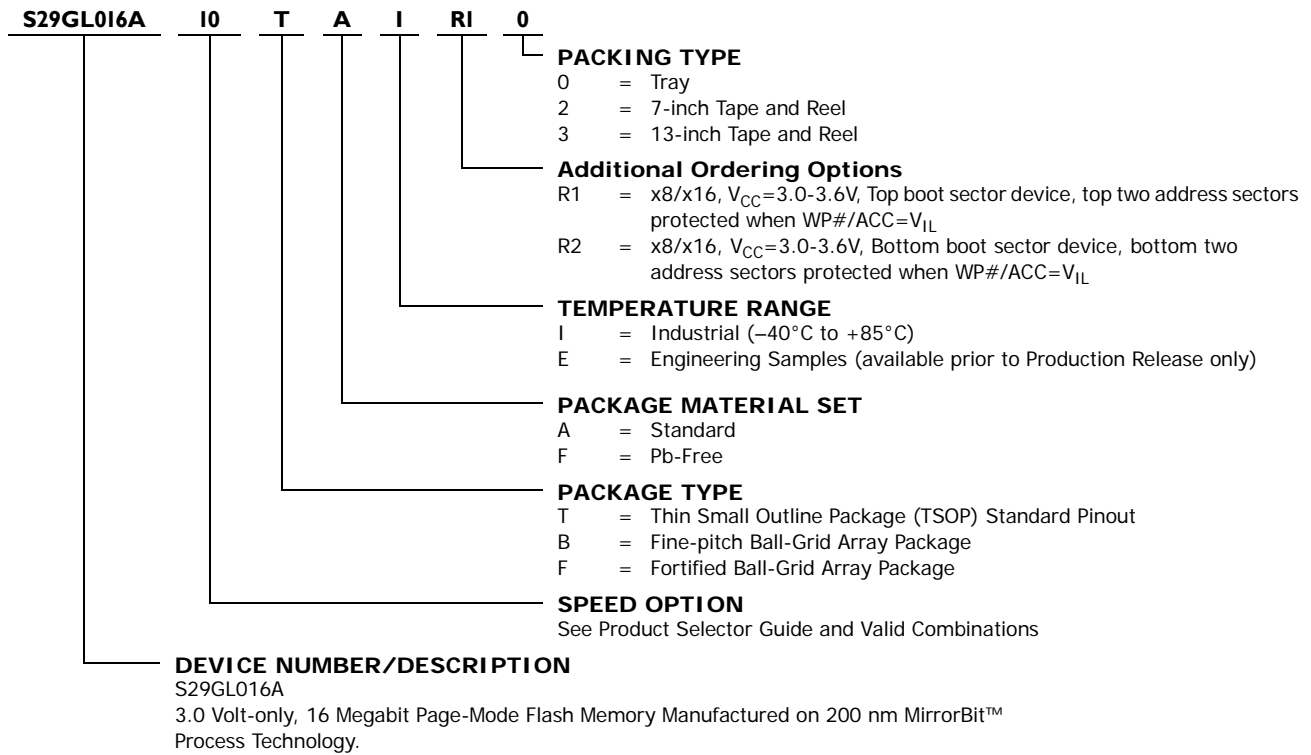 S29GL016A 10 T A I R1 0
PACKING TYPE
0 = Tray
2 = 7-inch Tape and Reel
3 = 13-inch Tape and Reel
Additional Ordering Options
R1 = x8/x16, VCC=3.0-3.6V, Top boot sector device, top two address sectors
protected when WP#/ACC=VIL
R2 = x8/x16, VCC=3.0-3.6V, Bottom boot sector device, bottom two
address sectors protected when WP#/ACC=VIL
TEMPERATURE RANGE
I = Industrial (–40°C to +85°C)
E = Engineering Samples (available prior to Production Release only)
PACKAGE MATERIAL SET
A = Standard
F = Pb-Free
PACKAGE TYPE
T = Thin Small Outline Package (TSOP) Standard Pinout
B = Fine-pitch Ball-Grid Array Package
F = Fortified Ball-Grid Array Package
SPEED OPTION
See Product Selector Guide and Valid Combinations
DEVICE NUMBER/DESCRIPTION
S29GL016A
3.0 Volt-only, 16 Megabit Page-Mode Flash Memory Manufactured on 200 nm MirrorBit™
Process Technology.